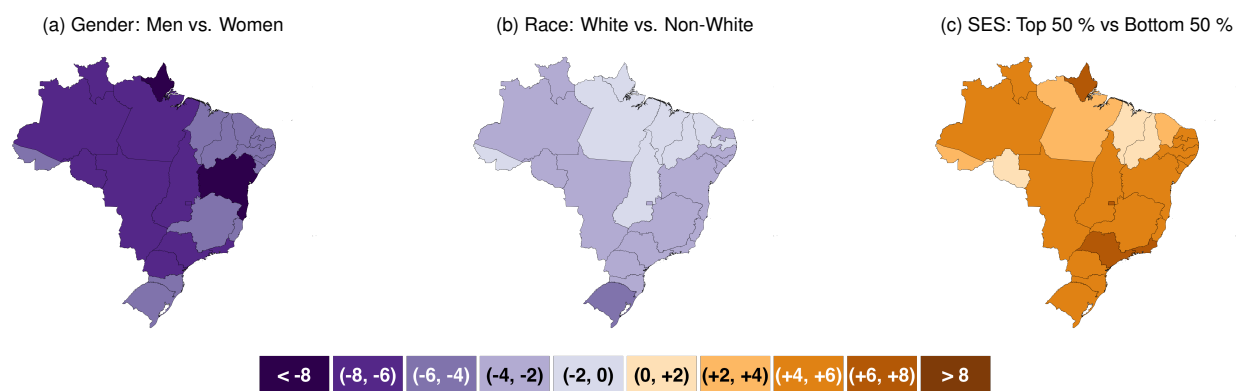 (a) Gender: Men vs. Women
(b) Race: White vs. Non-White
(c) SES: Top 50 % vs Bottom 50 %
< -8 (-8, -6) (-6, -4) (-4, -2) (-2, 0) (0, +2) (+2, +4) (+4, +6) (+6, +8) > 8